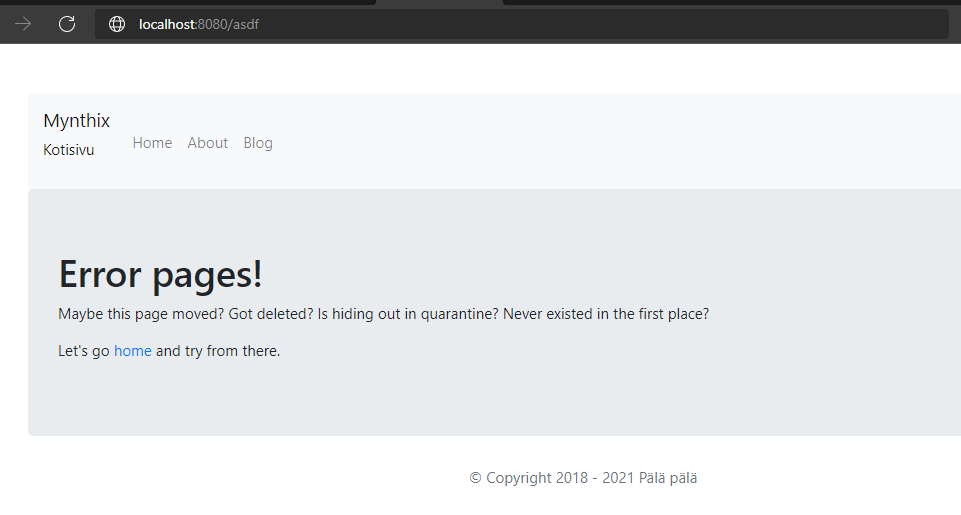 localhost:8080/asdf
Mynthix
Kotisivu
Home About Blog
Error pages!
Maybe this page moved? Got deleted? Is hiding out in quarantine? Never existed in the first place?
Let's go home and try from there.
© Copyright 2018 - 2021 Pälä pälä